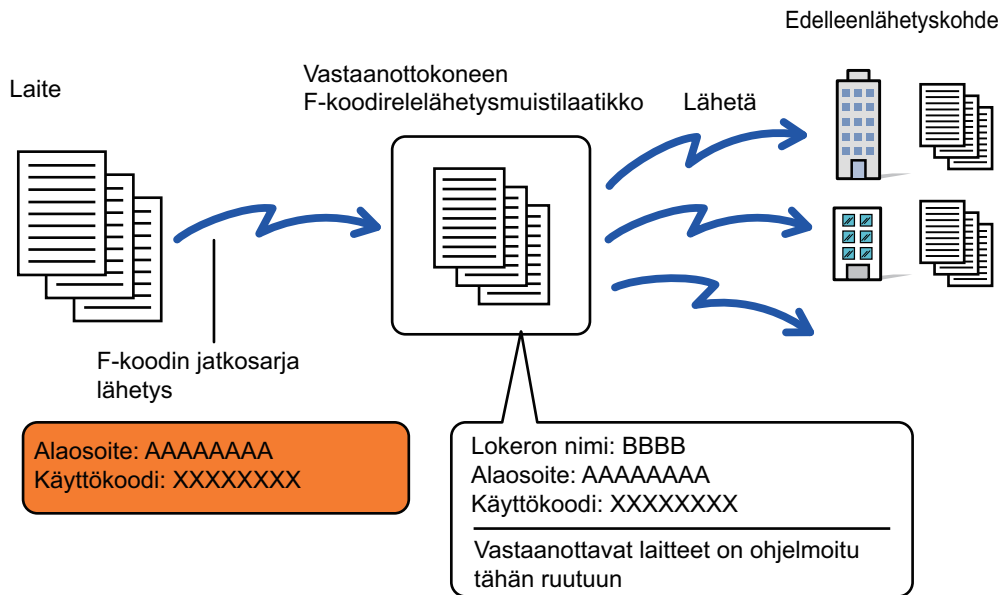 Edelleenlähetyskohde
Laite
Vastaanottokoneen
F-koodirelelähetysmuistilaatikko
Lähetä
F-koodin jatkosarja
lähetys
Alaosoite: AAAAAAAA
Käyttökoodi: XXXXXXXX
Lokeron nimi: BBBB
Alaosoite: AAAAAAAA
Käyttökoodi: XXXXXXXX
Vastaanottavat laitteet on ohjelmoitu
tähän ruutuun